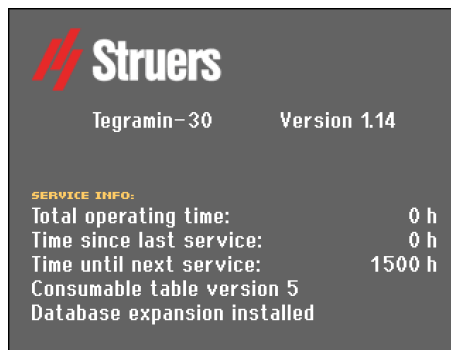 Struers
Tegramin-30 Version 1.14
SERVICE INFO:
Total operating time: 0 h
Time since last service: 0 h
Time until next service: 1500 h
Consumable table version 5
Database expansion installed